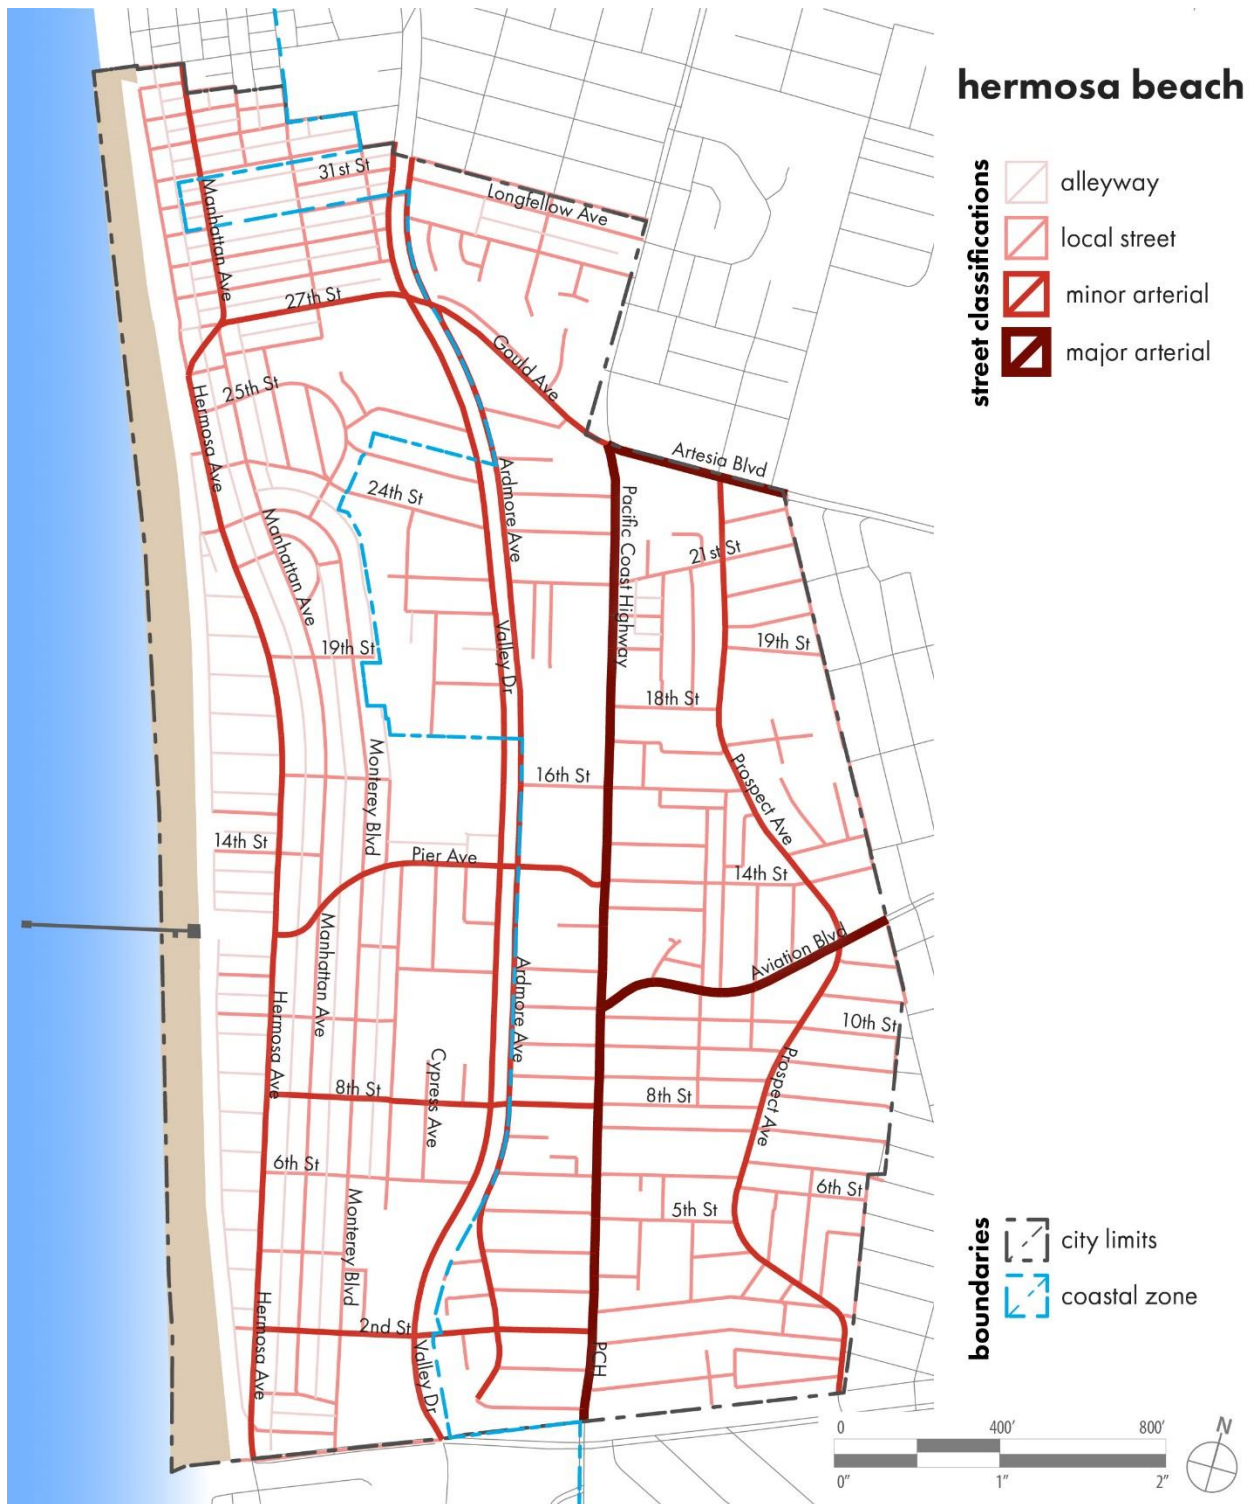 hermosa beach
street classifications
alleyway
local street
minor arterial
major arterial
31st St
Longfellow Ave
Manhattan Ave
27th St
Gould Ave
25th St
Hermosa Ave
Artesia Blvd
24th St
Ardmore Ave
Pacific Coast Highway
Manhattan Ave
21st St
19th St
Valley Dr
19th St
18th St
Monterey Blvd
16th St
Prospect Ave
14th St
Pier Ave
14th St
Manhattan Ave
Aviation Blvd
Ardmore Ave
Hermosa Ave
10th St
Cypress Ave
Prospect Ave
8th St
8th St
6th St
6th St
Monterey Blvd
5th St
boundaries
city limits
coastal zone
Hermosa Ave
2nd St
Valley Dr
PCH
0 400' 800'
N
0" 1" 2"